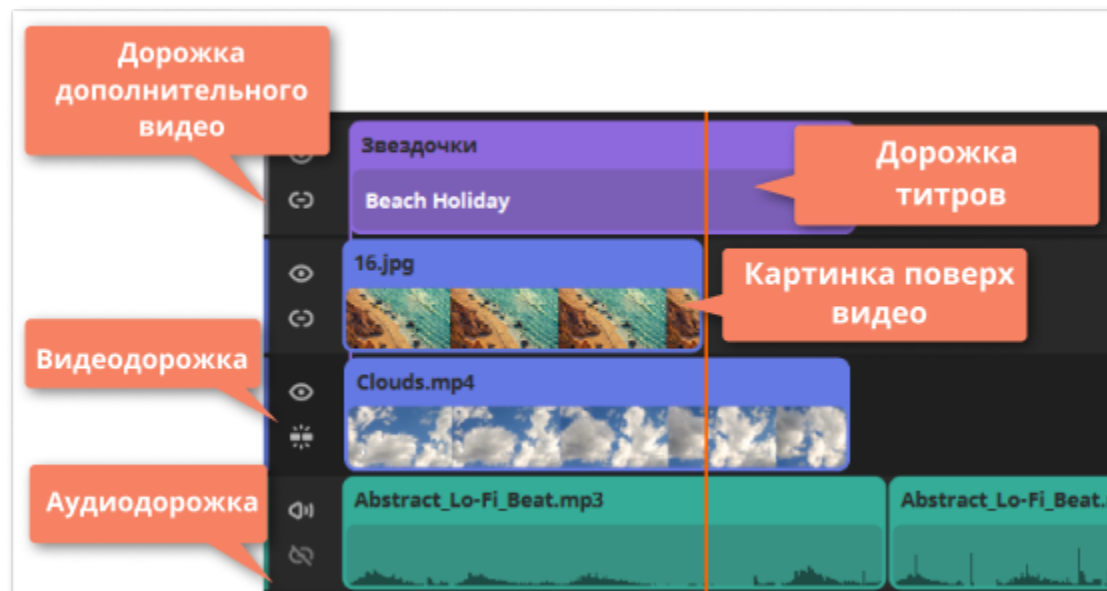 Дорожка
дополнительного
видео
Звездочки
Beach Holiday
Дорожка
титров
16.jpg
Картинка поверх
видео
Видеодорожка
Clouds.mp4
Аудиодорожка
Abstract_Lo-Fi_Beat.mp3
Abstract_Lo-Fi_Beat.